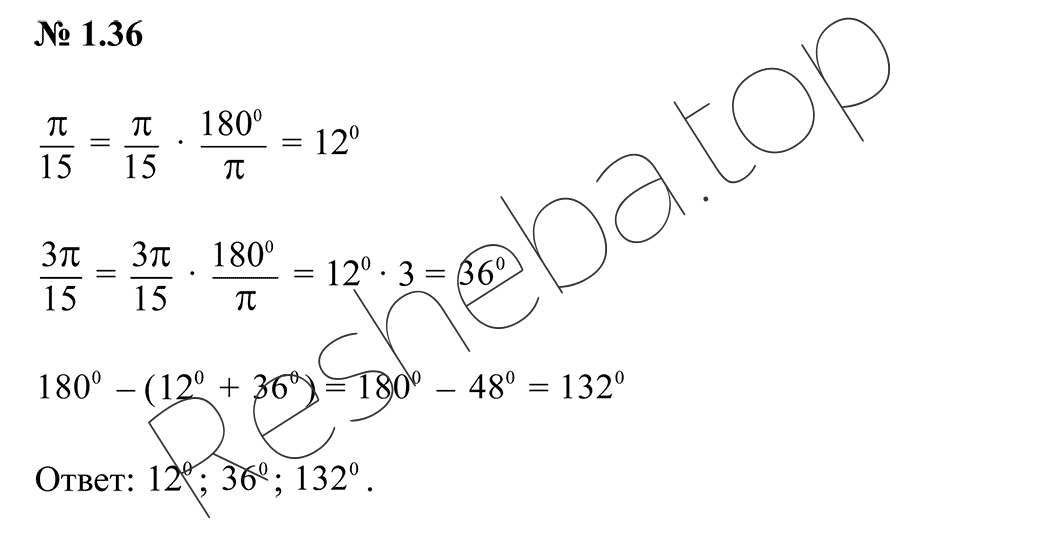 № 1.36
π/15 = π/15 · 180⁰/π = 12⁰
3π/15 = 3π/15 · 180⁰/π = 12⁰ · 3 = 36⁰
180⁰ – (12⁰ + 36⁰) = 180⁰ – 48⁰ = 132⁰
Ответ: 12⁰; 36⁰; 132⁰.
Resheba.top